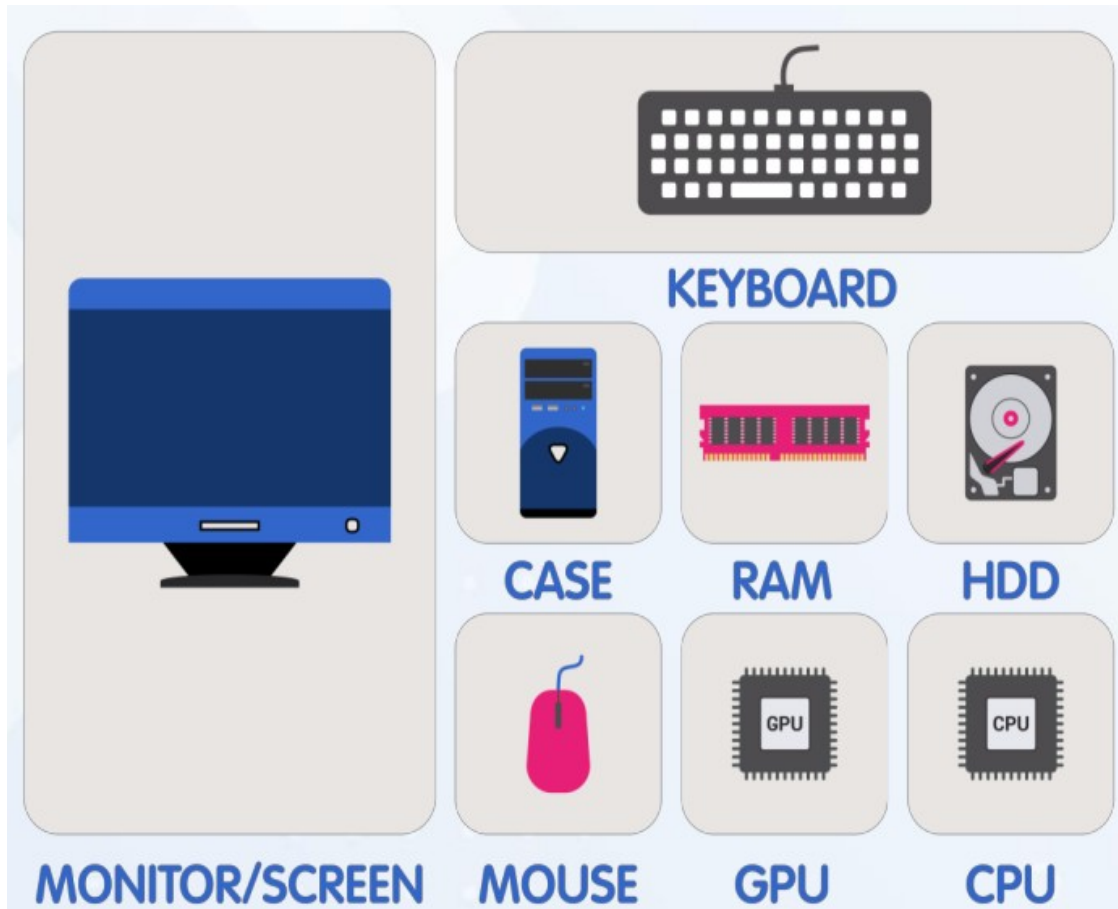 KEYBOARD
CASE
RAM
HDD
GPU
CPU
MONITOR/SCREEN
MOUSE
GPU
CPU